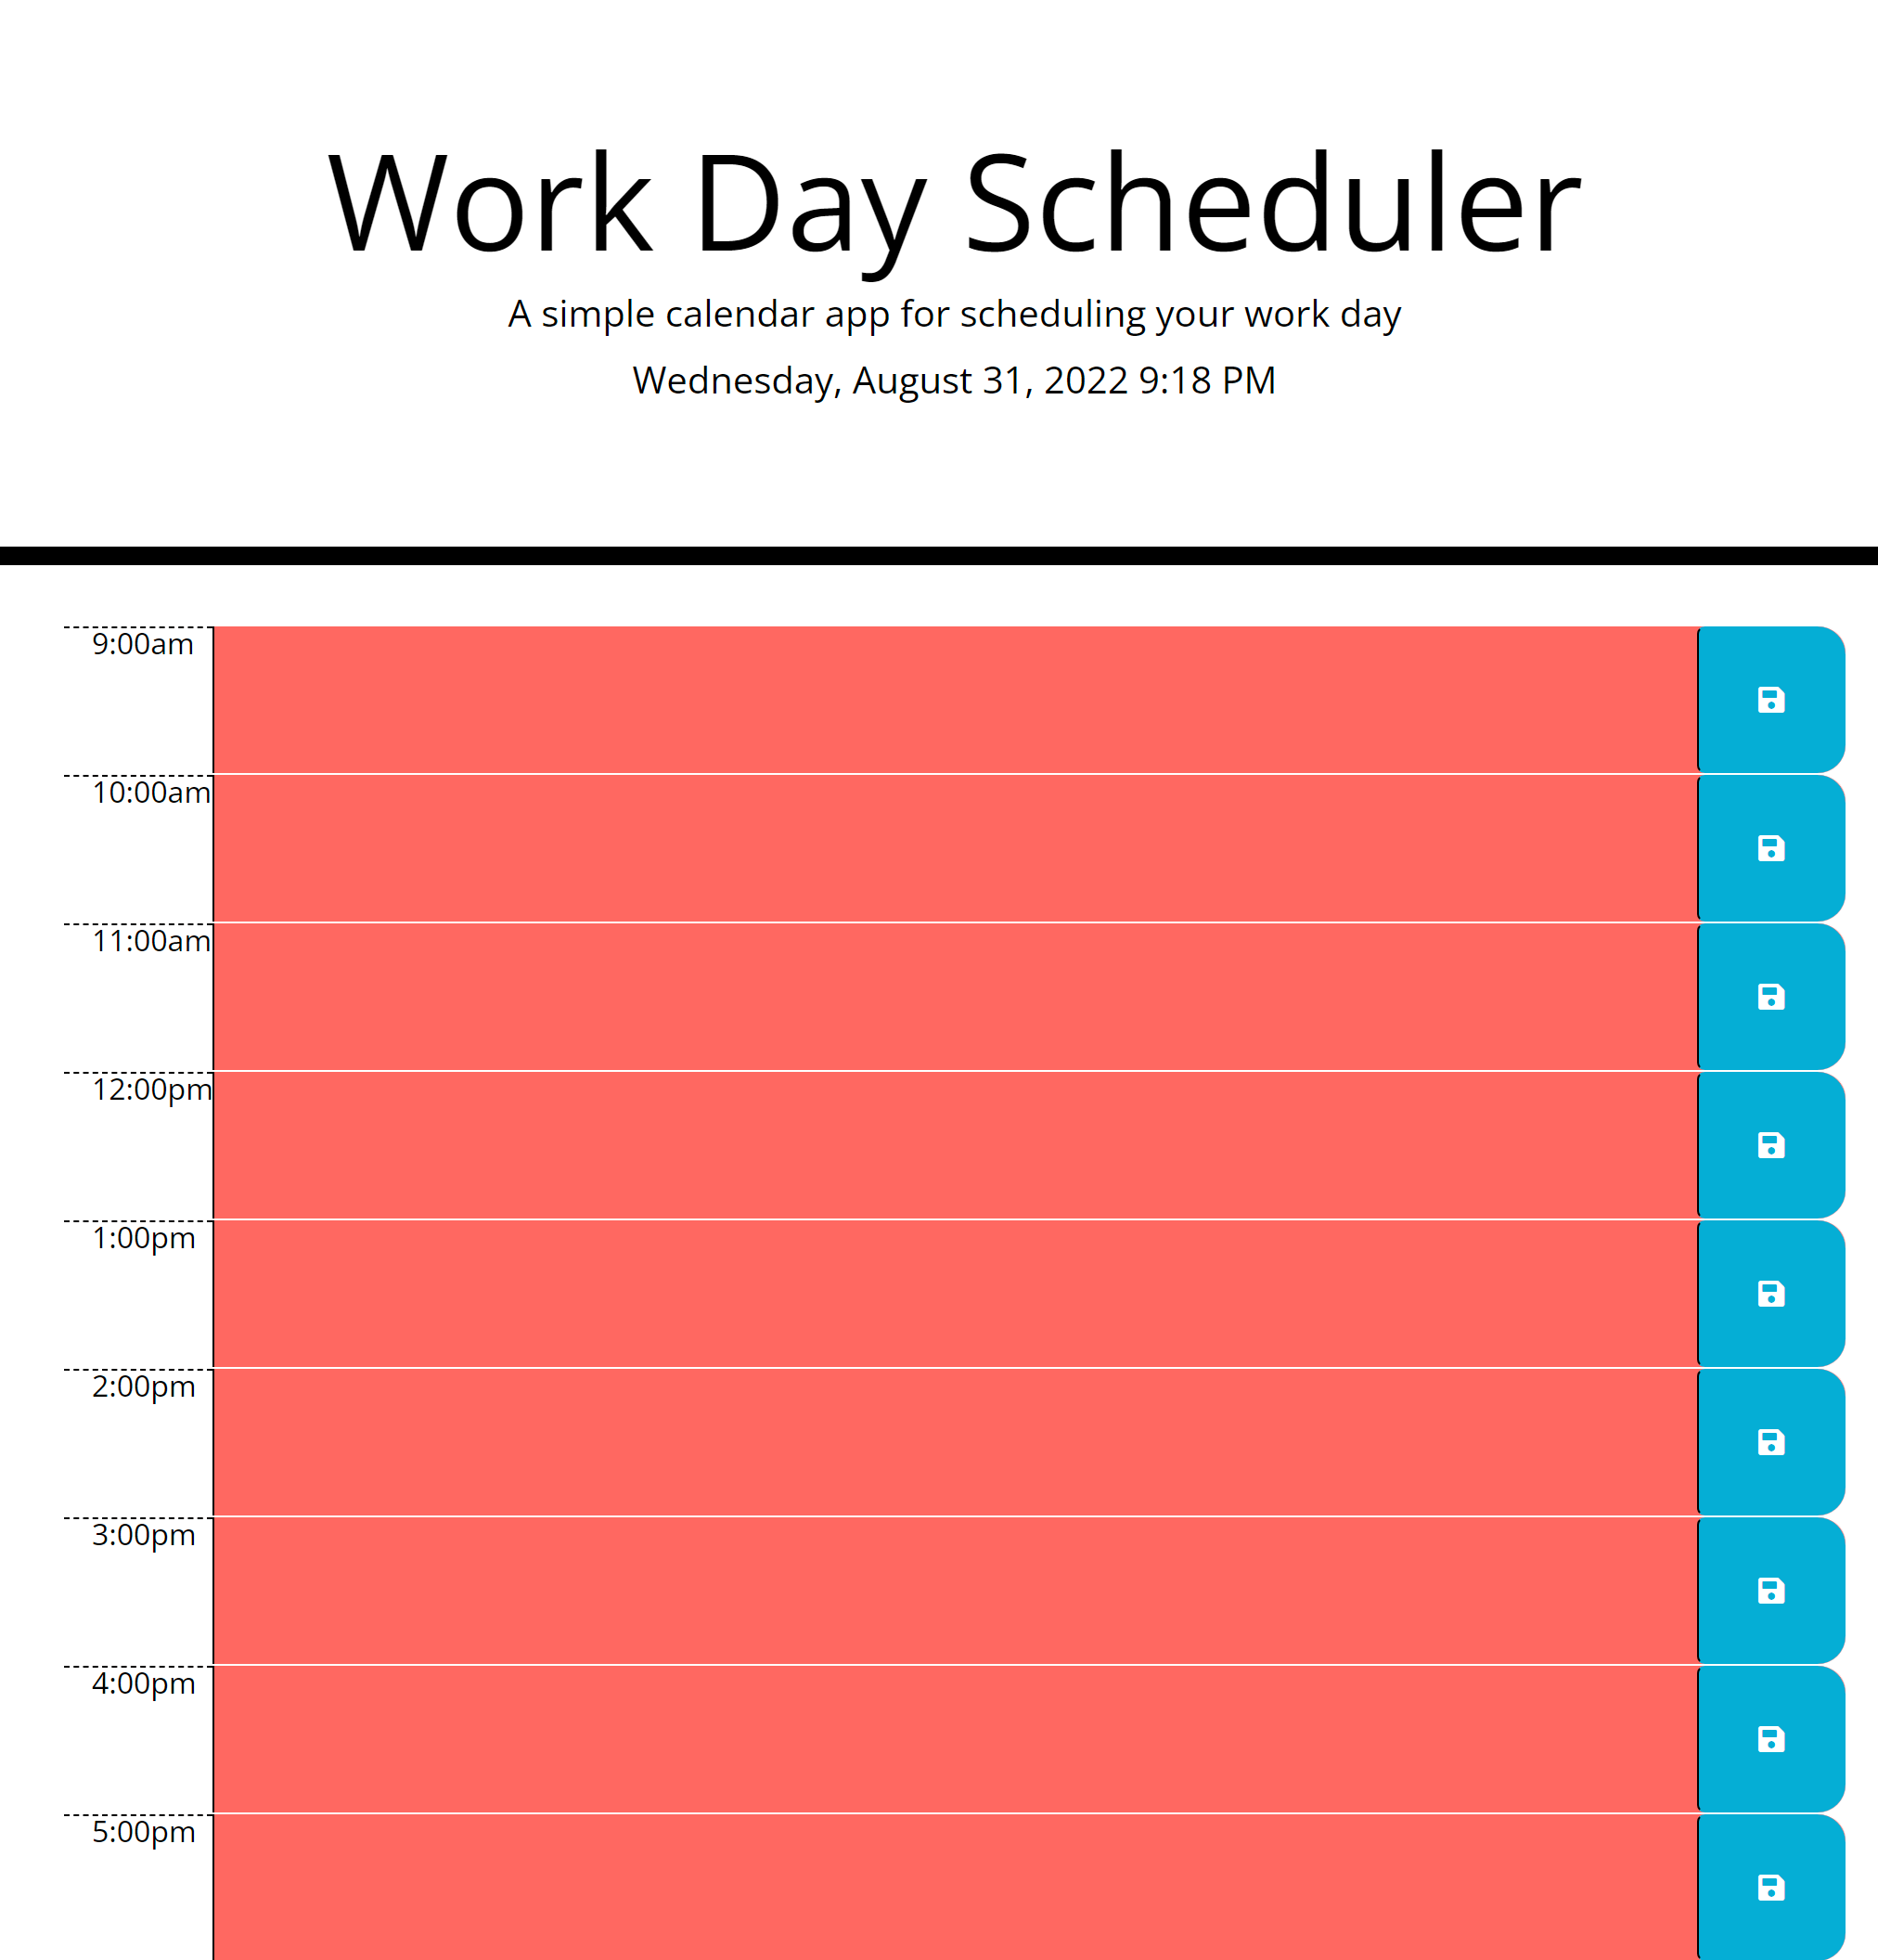 Work Day Scheduler
A simple calendar app for scheduling your work day
Wednesday, August 31, 2022 9:18 PM
9:00am
10:00am
11:00am
12:00pm
1:00pm
2:00pm
3:00pm
4:00pm
5:00pm